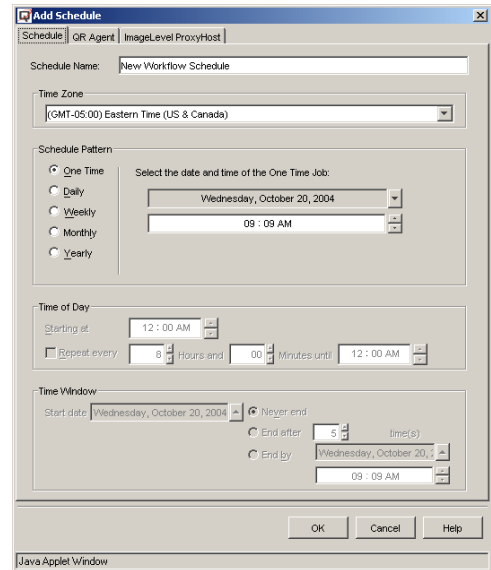 Add Schedule
Schedule QR Agent ImageLevel ProxyHost
Schedule Name: New Workflow Schedule
Time Zone
(GMT-05:00) Eastern Time (US & Canada)
Schedule Pattern
One Time
Daily
Weekly
Monthly
Yearly
Select the date and time of the One Time Job:
Wednesday, October 20, 2004
09 : 09 AM
Time of Day
Starting at 12 : 00 AM
Repeat every 8 Hours and 00 Minutes until 12 : 00 AM
Time Window
Start date Wednesday, October 20, 2004 Never end
End after 5 time(s)
End by Wednesday, October 20, 2
09 : 09 AM
OK Cancel Help
Java Applet Window